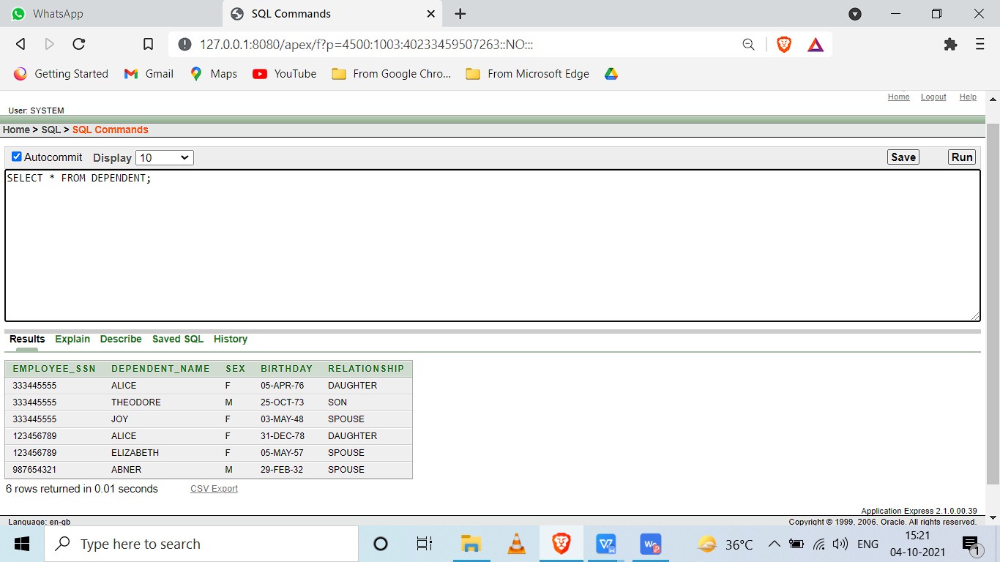 WhatsApp
SQL Commands
127.0.0.1:8080/apex/f?p=4500:1003:40233459507263::NO:::
Getting Started Gmail Maps YouTube From Google Chro... From Microsoft Edge
Home Logout Help
User: SYSTEM
Home > SQL > SQL Commands
Autocommit Display 10 Save Run
SELECT * FROM DEPENDENT;
Results Explain Describe Saved SQL History
EMPLOYEE_SSN DEPENDENT_NAME SEX BIRTHDAY RELATIONSHIP
333445555 ALICE F 05-APR-76 DAUGHTER
333445555 THEODORE M 25-OCT-73 SON
333445555 JOY F 03-MAY-48 SPOUSE
123456789 ALICE F 31-DEC-78 DAUGHTER
123456789 ELIZABETH F 05-MAY-57 SPOUSE
987654321 ABNER M 29-FEB-32 SPOUSE
6 rows returned in 0.01 seconds CSV Export
Application Express 2.1.0.00.39
Language: en-gb Copyright © 1999, 2006, Oracle. All rights reserved.
Type here to search 36°C ENG 15:21
04-10-2021 1